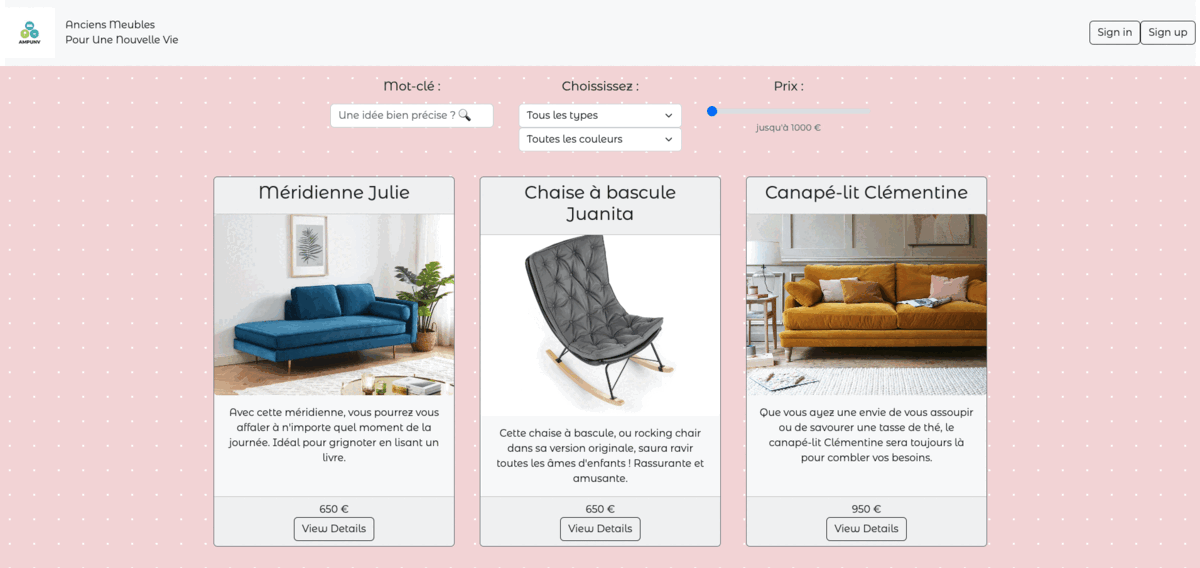 AMPUNV
Anciens Meubles
Pour Une Nouvelle Vie
Sign in
Sign up
Mot-clé :
Choississez :
Prix :
Une idée bien précise ? 🔍
Tous les types
Toutes les couleurs
jusqu'à 1000 €
Méridienne Julie
Avec cette méridienne, vous pourrez vous
affaler à n'importe quel moment de la
journée. Idéal pour grignoter en lisant un
livre.
650 €
View Details
Chaise à bascule
Juanita
Cette chaise à bascule, ou rocking chair
dans sa version originale, saura ravir
toutes les âmes d'enfants ! Rassurante et
amusante.
650 €
View Details
Canapé-lit Clémentine
Que vous ayez une envie de vous assoupir
ou de savourer une tasse de thé, le
canapé-lit Clémentine sera toujours là
pour combler vos besoins.
950 €
View Details